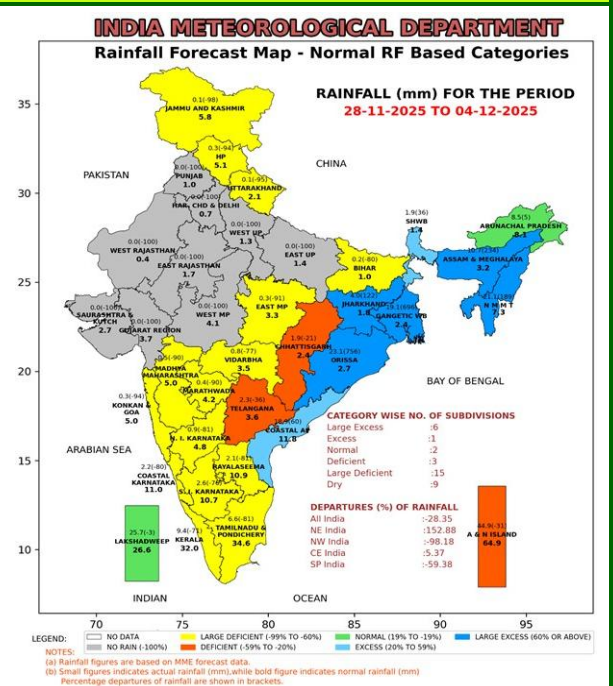 INDIA METEOROLOGICAL DEPARTMENT
Rainfall Forecast Map - Normal RF Based Categories
RAINFALL (mm) FOR THE PERIOD
28-11-2025 TO 04-12-2025
35
30
25
20
15
10
70
75
80
85
90
95
0.1(-98)
JAMMU AND KASHMIR
5.8
0.3(-94)
HP
5.1
CHINA
PAKISTAN
0.0(-100)
PUNJAB
1.0
0.1(-95)
UTTARAKHAND
2.1
0.0(-100)
HAR. CHD & DELHI
0.7
0.0(-100)
WEST UP
1.3
0.0(-100)
EAST UP
1.4
0.0(-100)
WEST RAJASTHAN
0.4
0.0(-100)
EAST RAJASTHAN
1.7
1.9(36)
SHWB
1.4
8.5(5)
ARUNACHAL PRADESH
8.1
ASSAM & MEGHALAYA
3.2
N M M T
7.3
0.2(-80)
BIHAR
1.0
JHARKHAND
1.8
GANGETIC WB
0.3(-91)
EAST MP
3.3
0.0(-100)
WEST MP
4.1
SAURASHTRA &
KUTCH
2.7
0.0(-100)
GUJARAT REGION
3.7
1.9(-21)
CHHATTISGARH
2.4
ORISSA
2.7
0.8(-77)
VIDARBHA
3.5
MADHYA
MAHARASHTRA
5.0
0.4(-90)
MARATHWADA
4.2
2.3(-36)
TELANGANA
3.6
0.3(-94)
KONKAN &
GOA
5.0
COASTAL AP
11.8
0.9(-81)
N. I. KARNATAKA
4.8
2.1(-81)
RAYALASEEMA
10.9
BAY OF BENGAL
ARABIAN SEA
2.2(-80)
COASTAL
KARNATAKA
11.0
S. I. KARNATAKA
10.7
6.6(-81)
TAMILNADU &
PONDICHERY
34.6
9.4(-71)
KERALA
32.0
25.7(-3)
LAKSHADWEEP
26.6
44.9(-31)
A & N ISLAND
64.9
INDIAN
OCEAN
CATEGORY WISE NO. OF SUBDIVISIONS
Large Excess :6
Excess :1
Normal :2
Deficient :3
Large Deficient :15
Dry :9
DEPARTURES (%) OF RAINFALL
All India :-28.35
NE India :152.88
NW India :-98.18
CE India :5.37
SP India :-59.38
LEGEND:
NO DATA
LARGE DEFICIENT (-99% TO -60%)
NORMAL (19% TO -19%)
LARGE EXCESS (60% OR ABOVE)
NO RAIN (-100%)
DEFICIENT (-59% TO -20%)
EXCESS (20% TO 59%)
NOTES:
(a) Rainfall figures are based on MME forecast data.
(b) Small figures indicates actual rainfall (mm),while bold figure indicates normal rainfall (mm)
Percentage departures of rainfall are shown in brackets.